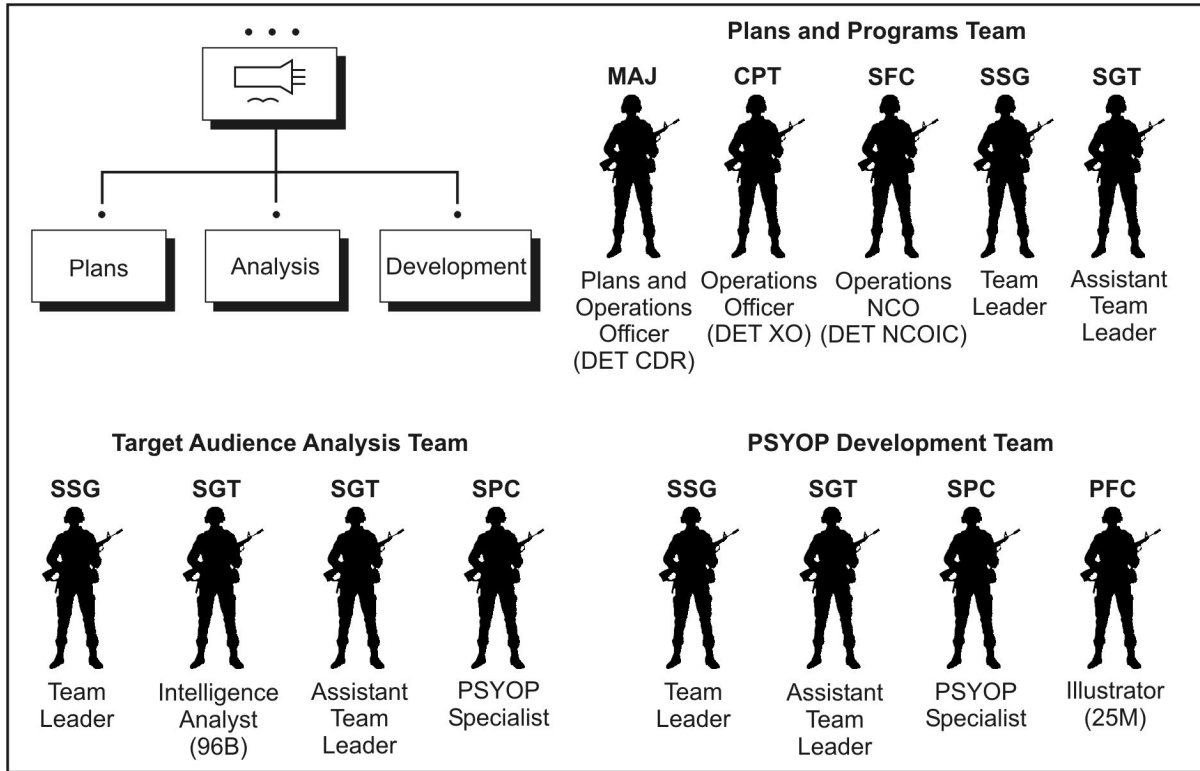 Plans
Analysis
Development
Plans and Programs Team
MAJ CPT SFC SSG SGT
Plans and Operations Operations Team Assistant
Operations Officer NCO Leader Team
Officer (DET XO) (DET NCOIC) Leader
(DET CDR)
Target Audience Analysis Team
SSG SGT SGT SPC
Team Intelligence Assistant PSYOP
Leader Analyst Team Specialist
(96B) Leader
PSYOP Development Team
SSG SGT SPC PFC
Team Assistant PSYOP Illustrator
Leader Team Specialist (25M)
Leader